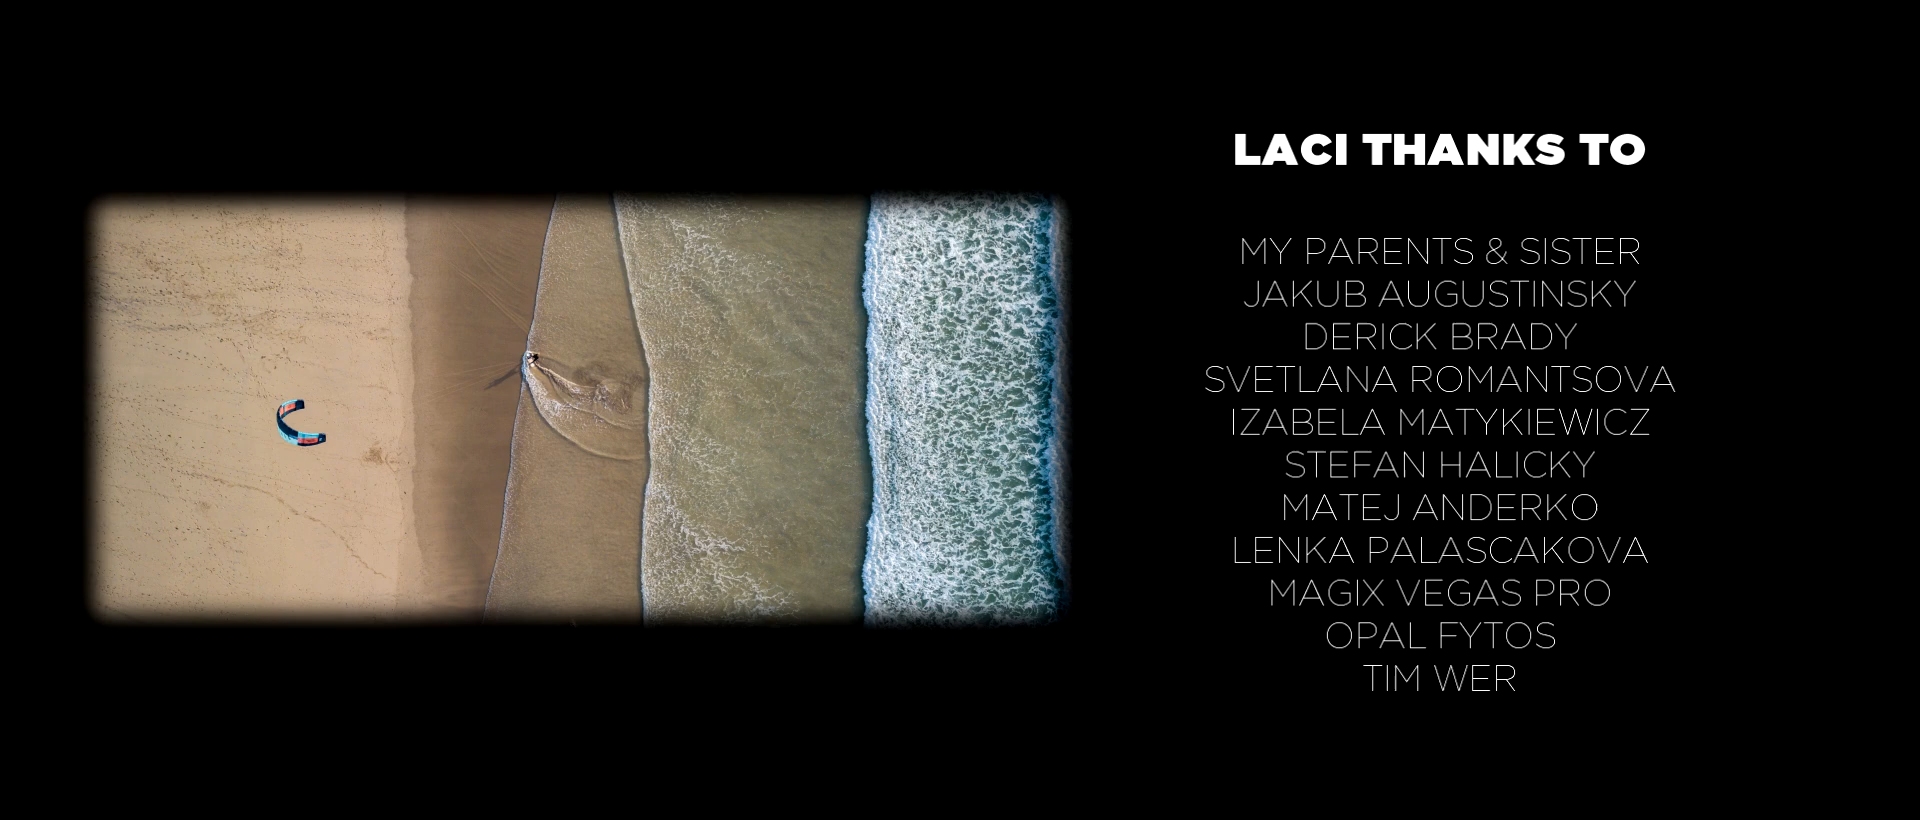 LACI THANKS TO
MY PARENTS & SISTER
JAKUB AUGUSTINSKY
DERICK BRADY
SVETLANA ROMANTSOVA
IZABELA MATYKIEWICZ
STEFAN HALICKY
MATEJ ANDERKO
LENKA PALASCAKOVA
MAGIX VEGAS PRO
OPAL FYTOS
TIM WER